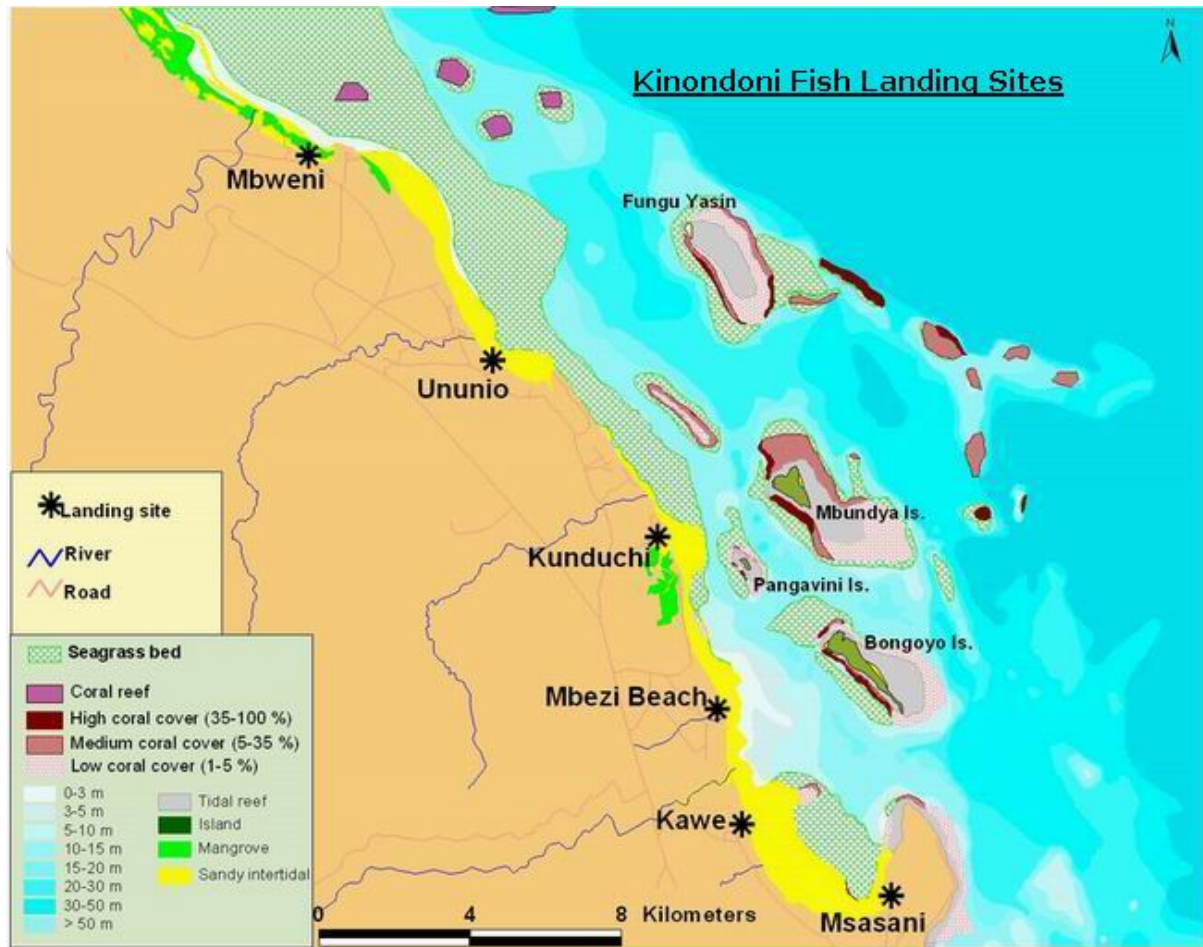 N
Kinondoni Fish Landing Sites
Mbweni
Fungu Yasin
Ununio
Landing site
River
Road
Kunduchi
Mbundya Is.
Pangavini Is.
Bongoyo Is.
Mbezi Beach
Kawe
Msasani
Seagrass bed
Coral reef
High coral cover (35-100 %)
Medium coral cover (5-35 %)
Low coral cover (1-5 %)
0-3 m
3-5 m
5-10 m
10-15 m
15-20 m
20-30 m
30-50 m
> 50 m
Tidal reef
Island
Mangrove
Sandy intertidal
0 4 8 Kilometers